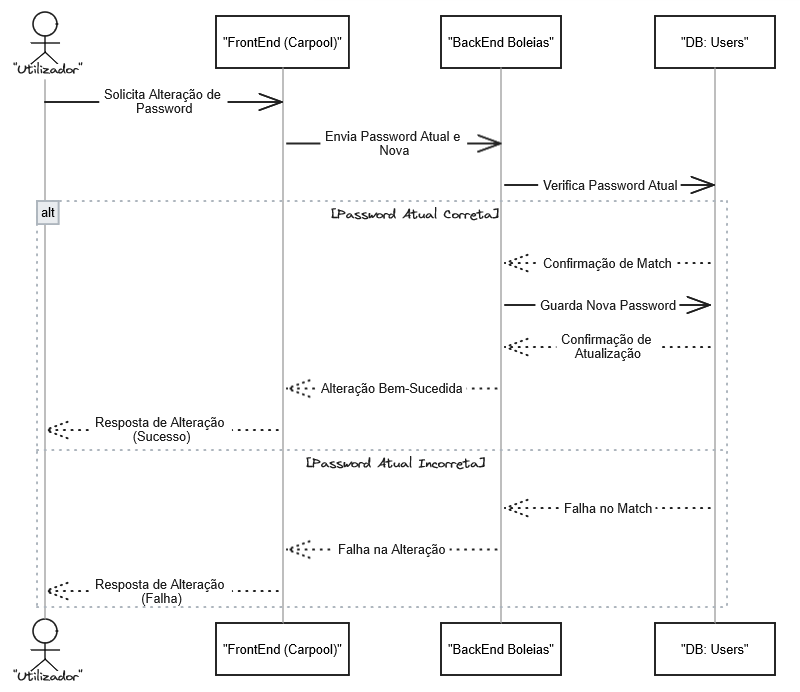 "Utilizador"
"FrontEnd (Carpool)"
"BackEnd Boleias"
"DB: Users"
Solicita Alteração de
Password
Envia Password Atual e
Nova
Verifica Password Atual
alt
[Password Atual Correta]
Confirmação de Match
Guarda Nova Password
Confirmação de
Atualização
Alteração Bem-Sucedida
Resposta de Alteração
(Sucesso)
[Password Atual Incorreta]
Falha no Match
Falha na Alteração
Resposta de Alteração
(Falha)
"Utilizador"
"FrontEnd (Carpool)"
"BackEnd Boleias"
"DB: Users"